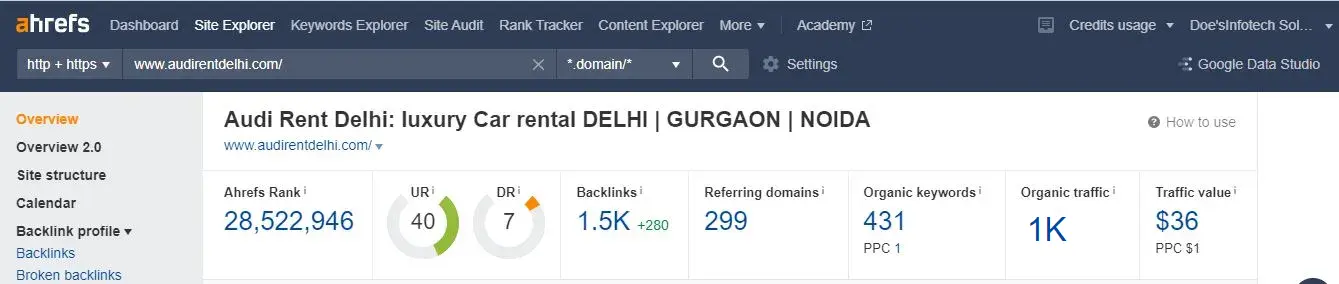 ahrefs Dashboard Site Explorer Keywords Explorer Site Audit Rank Tracker Content Explorer More Academy Credits usage Doe'sInfotech Sol...
http + https www.audirentdelhi.com/ *.domain/* Settings Google Data Studio
Overview
Overview 2.0
Site structure
Calendar
Backlink profile
Backlinks
Broken backlinks
Audi Rent Delhi: luxury Car rental DELHI | GURGAON | NOIDA
How to use
www.audirentdelhi.com/
Ahrefs Rank UR DR Backlinks Referring domains Organic keywords Organic traffic Traffic value
28,522,946 40 7 1.5K +280 299 431 1K $36
PPC 1 PPC $1